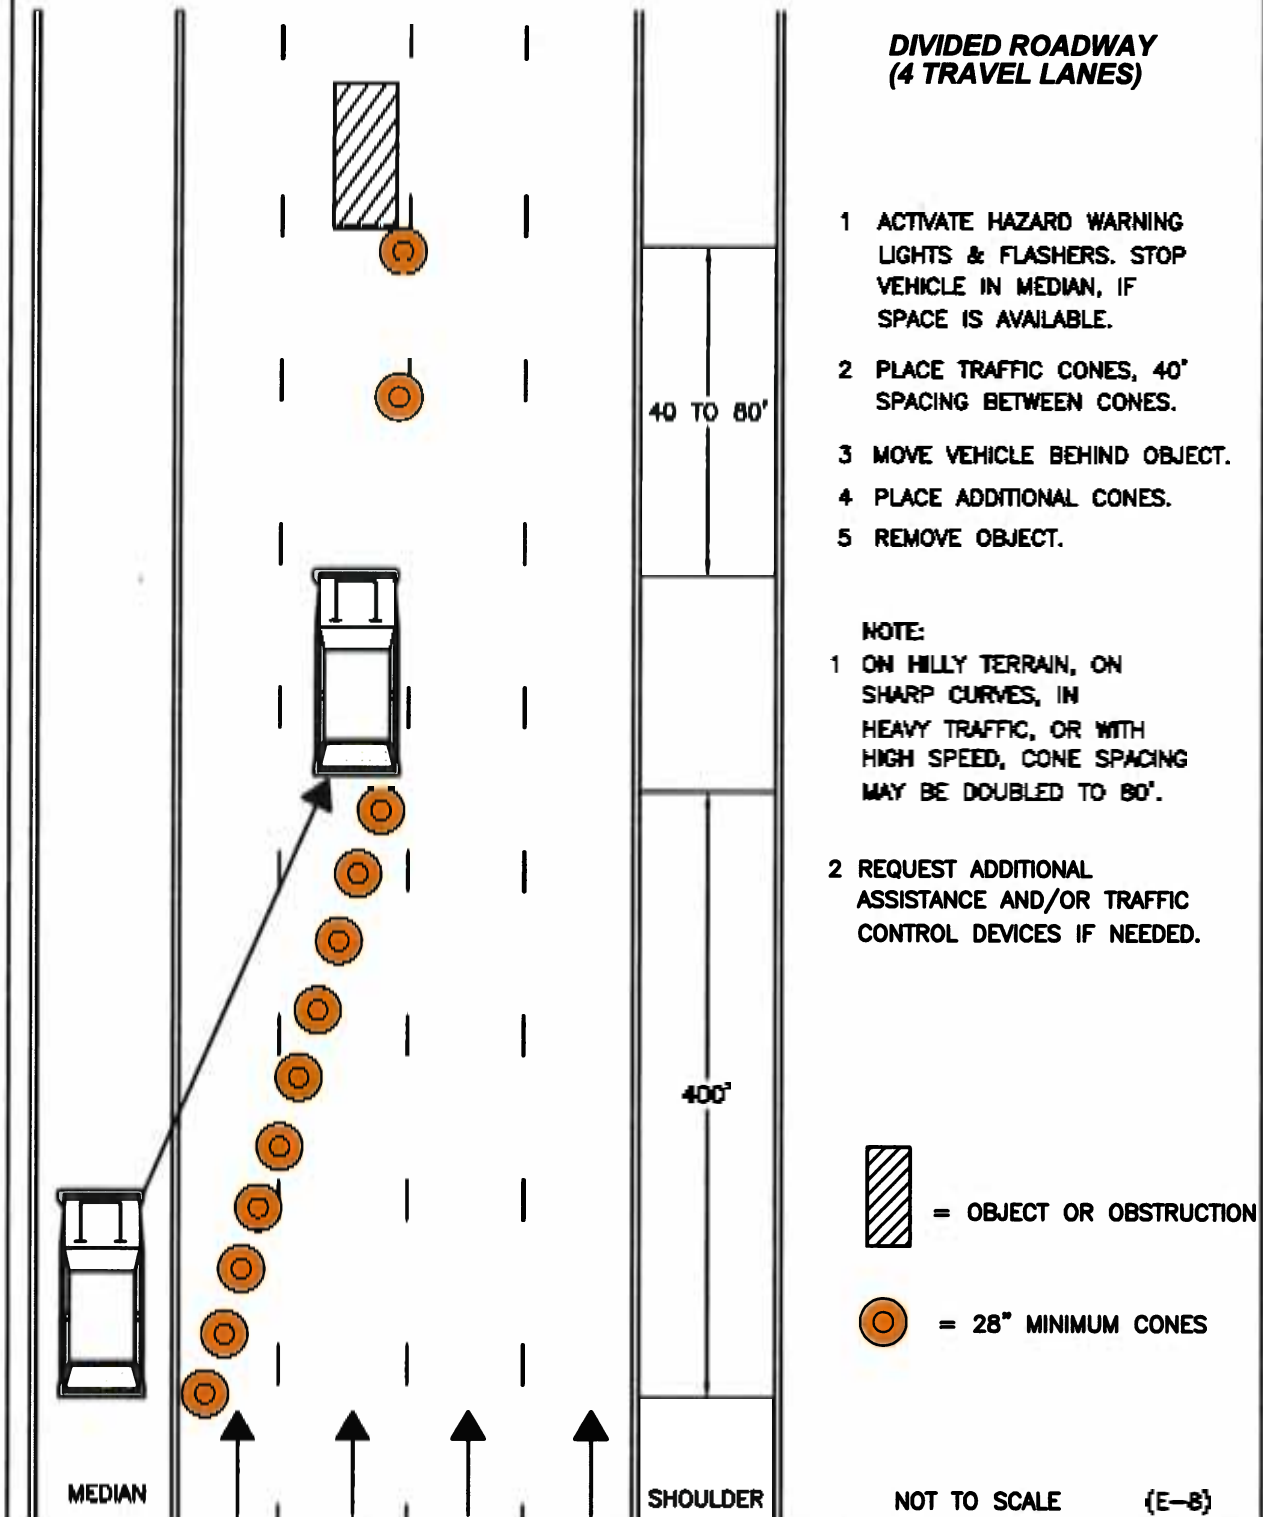 DIVIDED ROADWAY
(4 TRAVEL LANES)
1 ACTIVATE HAZARD WARNING
LIGHTS & FLASHERS. STOP
VEHICLE IN MEDIAN, IF
SPACE IS AVAILABLE.
2 PLACE TRAFFIC CONES, 40'
SPACING BETWEEN CONES.
3 MOVE VEHICLE BEHIND OBJECT.
4 PLACE ADDITIONAL CONES.
5 REMOVE OBJECT.
NOTE:
1 ON HILLY TERRAIN, ON
SHARP CURVES, IN
HEAVY TRAFFIC, OR WITH
HIGH SPEED, CONE SPACING
MAY BE DOUBLED TO 80'.
2 REQUEST ADDITIONAL
ASSISTANCE AND/OR TRAFFIC
CONTROL DEVICES IF NEEDED.
40 TO 80'
400'
= OBJECT OR OBSTRUCTION
= 28" MINIMUM CONES
MEDIAN
SHOULDER
NOT TO SCALE (E-8)